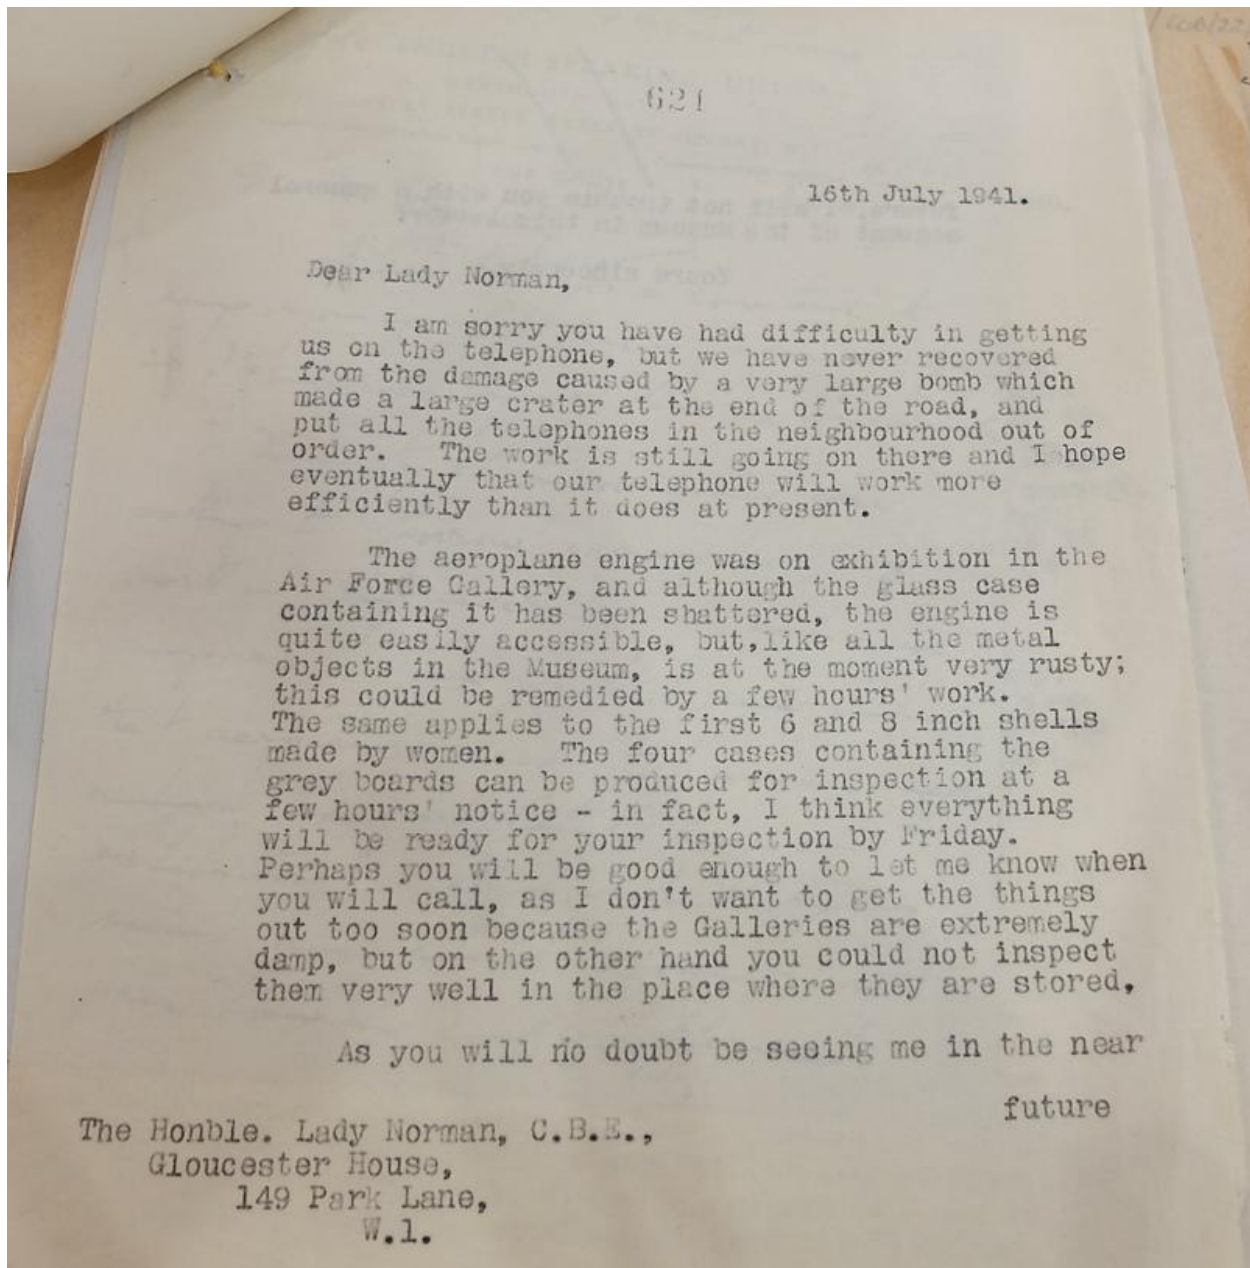 621
16th July 1941.
Dear Lady Norman,
I am sorry you have had difficulty in getting
us on the telephone, but we have never recovered
from the damage caused by a very large bomb which
made a large crater at the end of the road, and
put all the telephones in the neighbourhood out of
order. The work is still going on there and I hope
eventually that our telephone will work more
efficiently than it does at present.
The aeroplane engine was on exhibition in the
Air Force Gallery, and although the glass case
containing it has been shattered, the engine is
quite easily accessible, but,like all the metal
objects in the Museum, is at the moment very rusty;
this could be remedied by a few hours' work.
The same applies to the first 6 and 8 inch shells
made by women. The four cases containing the
grey boards can be produced for inspection at a
few hours' notice - in fact, I think everything
will be ready for your inspection by Friday.
Perhaps you will be good enough to let me know when
you will call, as I don't want to get the things
out too soon because the Galleries are extremely
damp, but on the other hand you could not inspect
them very well in the place where they are stored.
As you will no doubt be seeing me in the near
future
The Honble. Lady Norman, C.B.E.,
Gloucester House,
149 Park Lane,
W.1.